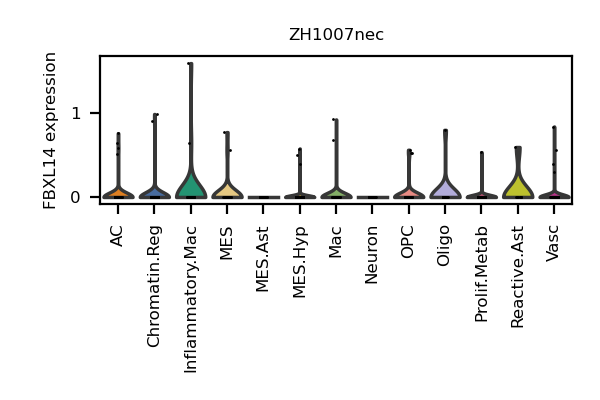 ZH1007nec
FBXL14 expression
1
0
AC
Chromatin.Reg
Inflammatory.Mac
MES
MES.Ast
MES.Hyp
Mac
Neuron
OPC
Oligo
Prolif.Metab
Reactive.Ast
Vasc